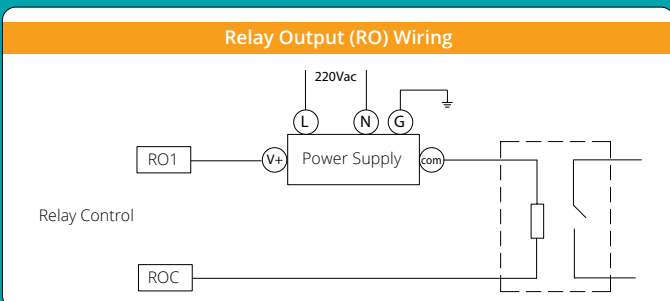 Relay Output (RO) Wiring
220Vac
L
N
G
RO1
V+
Power Supply
com
Relay Control
ROC